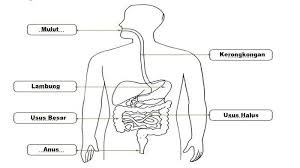 Mulut
Kerongkongan
Lambung
Usus Besar
Usus Halus
Anus